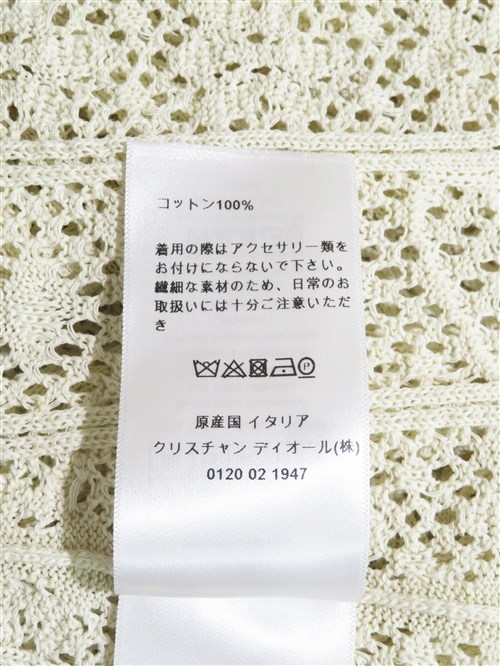 コットン100%
着用の際はアクセサリー類を
お付けにならないで下さい。
繊細な素材のため、日常のお
取扱いには十分ご注意いただ
き
原産国 イタリア
クリスチャン ディオール(株)
0120 02 1947